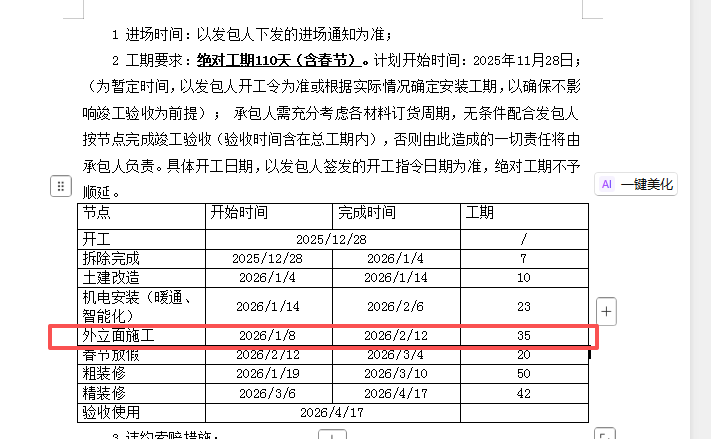 1 进场时间：以发包人下发的进场通知为准；
2 工期要求：绝对工期110天（含春节）。计划开始时间：2025年11月28日；
（为暂定时间，以发包人开工令为准或根据实际情况确定安装工期，以确保不影
响竣工验收为前提）； 承包人需充分考虑各材料订货周期，无条件配合发包人
按节点完成竣工验收（验收时间含在总工期内），否则由此造成的一切责任将由
承包人负责。具体开工日期，以发包人签发的开工指令日期为准，绝对工期不予
顺延。
AI 一键美化
节点 开始时间 完成时间 工期
开工 2025/12/28 /
拆除完成 2025/12/28 2026/1/4 7
土建改造 2026/1/4 2026/1/14 10
机电安装（暖通、
智能化） 2026/1/14 2026/2/6 23
外立面施工 2026/1/8 2026/2/12 35
春节放假 2026/2/12 2026/3/4 20
粗装修 2026/1/19 2026/3/10 50
精装修 2026/3/6 2026/4/17 42
验收使用 2026/4/17
3 违约索赔措施：